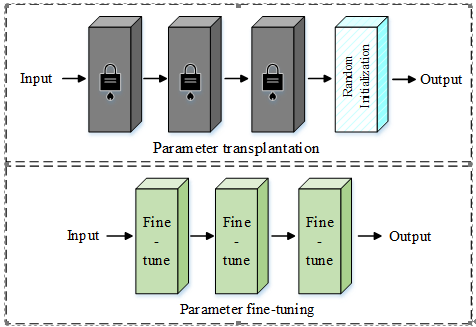 Input
Random
Initialization
Output
Parameter transplantation
Input
Fine
-
tune
Fine
-
tune
Fine
-
tune
Output
Parameter fine-tuning